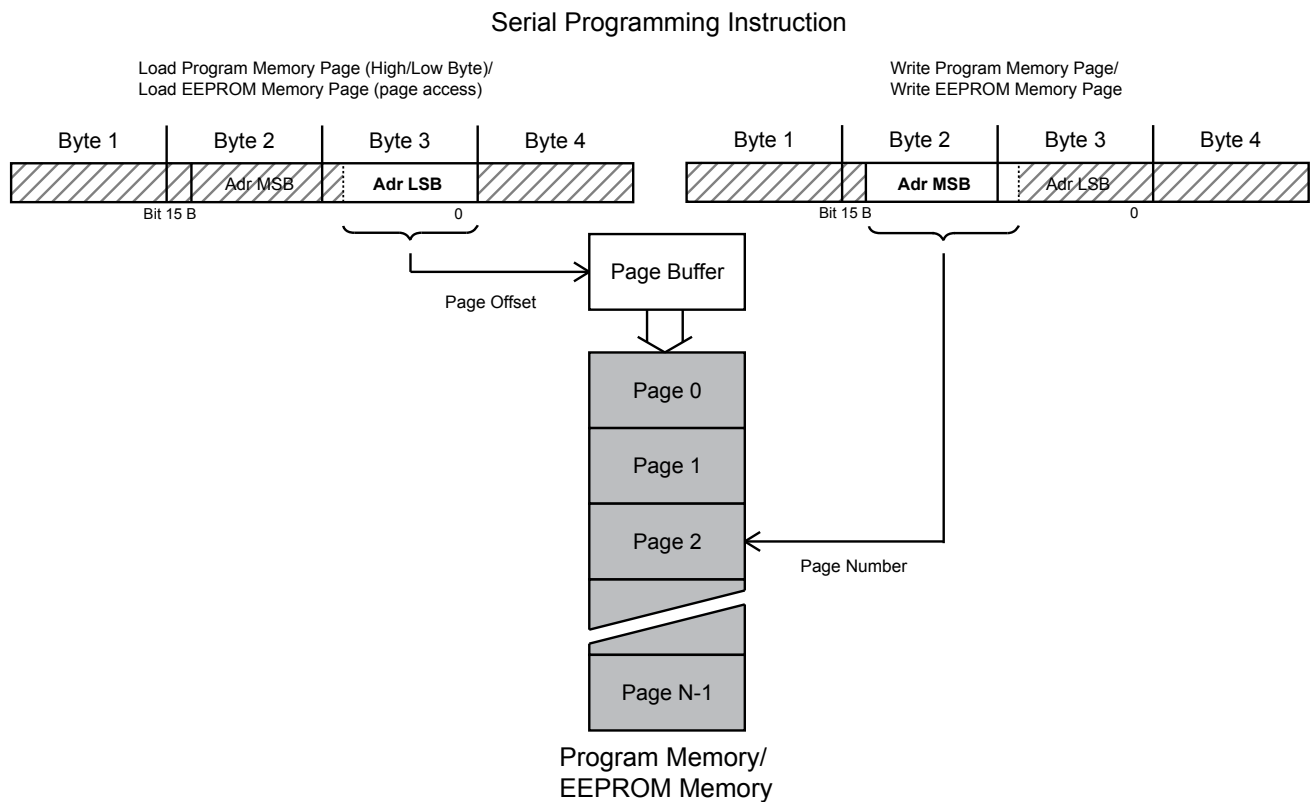 Serial Programming Instruction
Load Program Memory Page (High/Low Byte)/
Load EEPROM Memory Page (page access)
Write Program Memory Page/
Write EEPROM Memory Page
Byte 1 Byte 2 Byte 3 Byte 4
Byte 1 Byte 2 Byte 3 Byte 4
Adr MSB Adr LSB
Adr MSB Adr LSB
Bit 15 B 0
Bit 15 B 0
Page Buffer
Page Offset
Page 0
Page 1
Page 2
Page Number
Page N-1
Program Memory/
EEPROM Memory